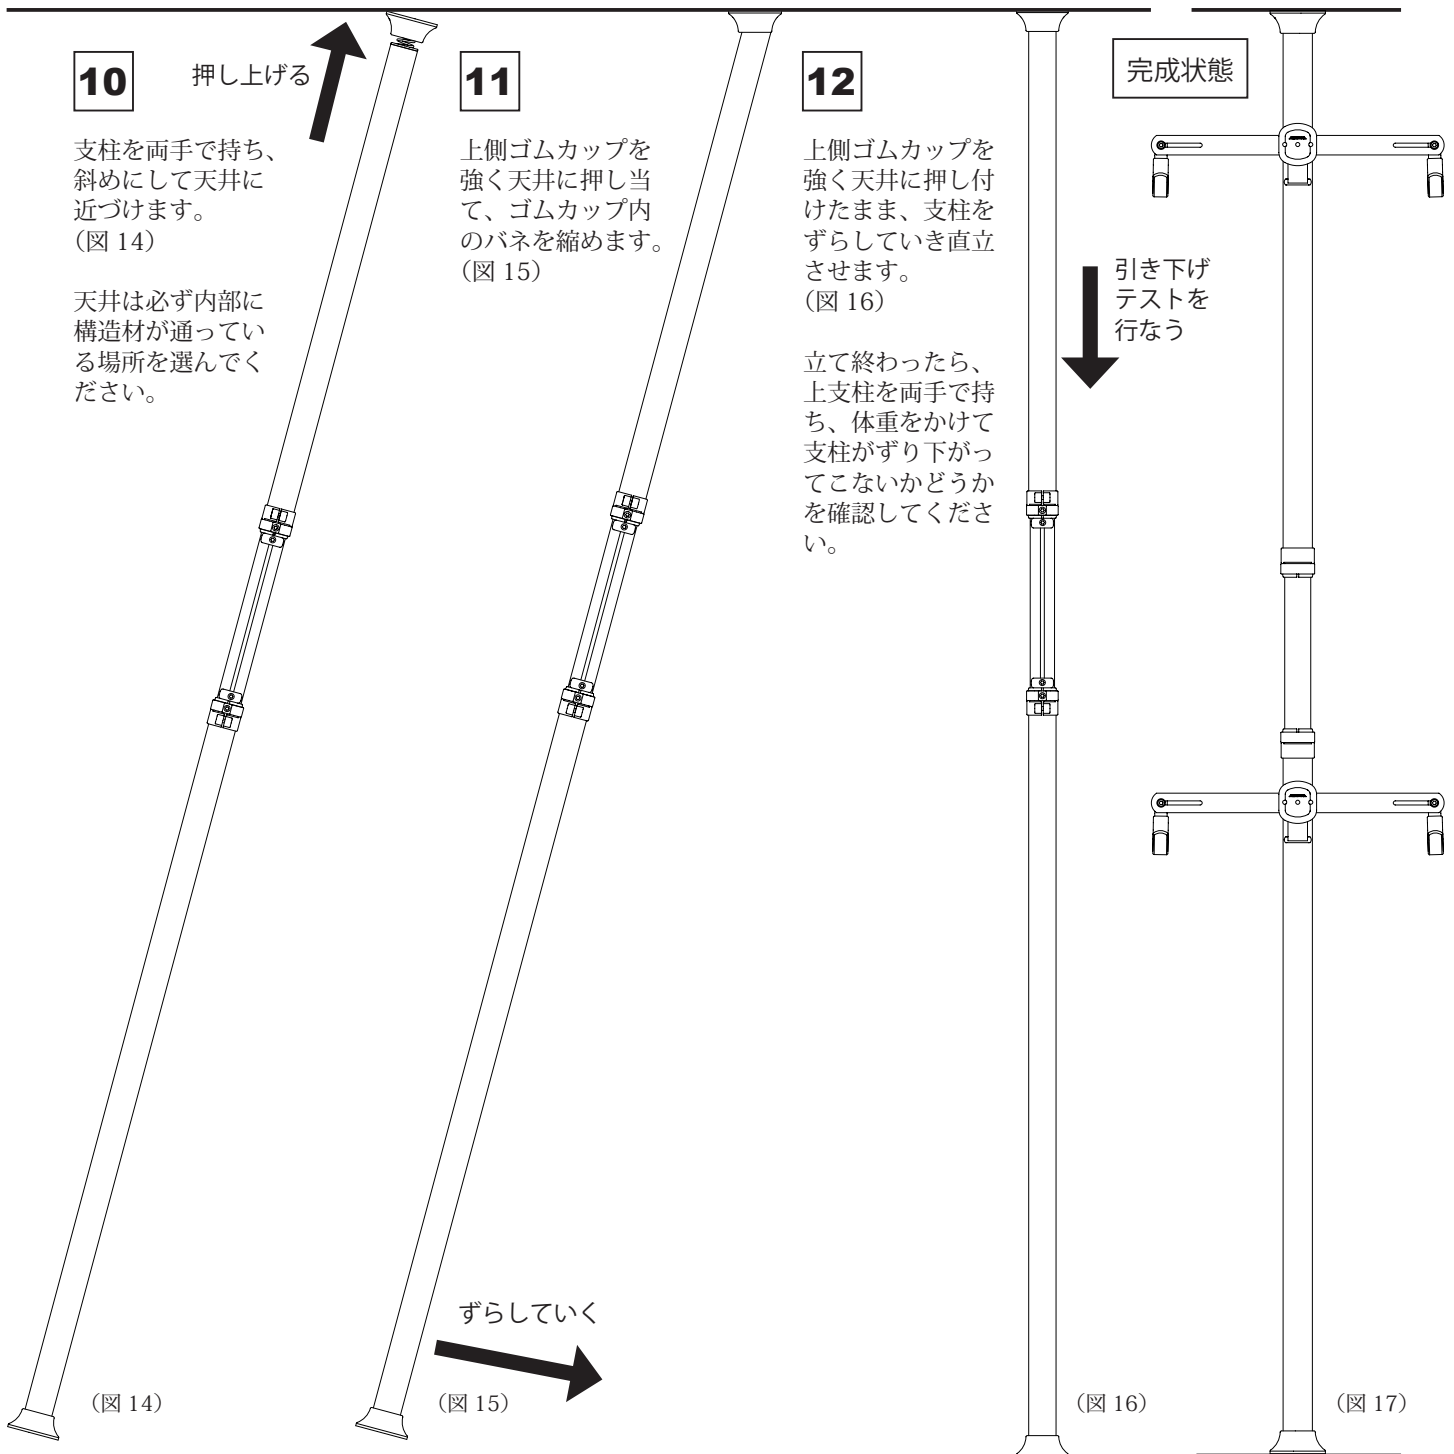 10
押し上げる
支柱を両手で持ち、
斜めにして天井に
近づけます。
（図 14）
天井は必ず内部に
構造材が通ってい
る場所を選んでく
ださい。
（図 14）
11
上側ゴムカップを
強く天井に押し当
て、ゴムカップ内
のバネを縮めます。
（図 15）
ずらしていく
（図 15）
12
上側ゴムカップを
強く天井に押し付
けたまま、支柱を
ずらしていき直立
させます。
（図 16）
立て終わったら、
上支柱を両手で持
ち、体重をかけて
支柱がずり下がっ
てこないかどうか
を確認してくださ
い。
引き下げ
テストを
行なう
（図 16）
完成状態
（図 17）